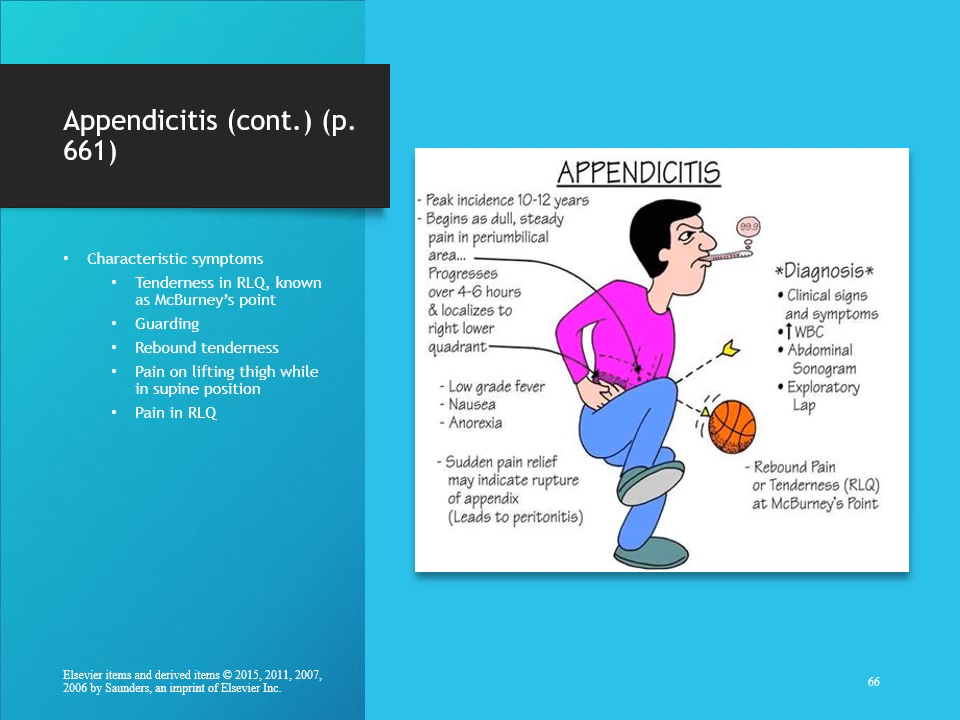 Appendicitis (cont.) (p.
661)
• Characteristic symptoms
• Tenderness in RLQ, known
as McBurney's point
• Guarding
• Rebound tenderness
• Pain on lifting thigh while
in supine position
• Pain in RLQ
APPENDICITIS
- Peak incidence 10-12 years
- Begins as dull, steady
pain in periumbilical
area...
Progresses
over 4-6 hours
& localizes to
right lower
quadrant
- Low grade fever
- Nausea
- Anorexia
- Sudden pain relief
may indicate rupture
of appendix
(Leads to peritonitis)
99.9
*Diagnosis*
• Clinical signs
and symptoms
• ↑WBC
• Abdominal
Sonogram
• Exploratory
Lap
- Rebound Pain
or Tenderness (RLQ)
at McBurney's Point
Elsevier items and derived items © 2015, 2011, 2007,
2006 by Saunders, an imprint of Elsevier Inc.
66